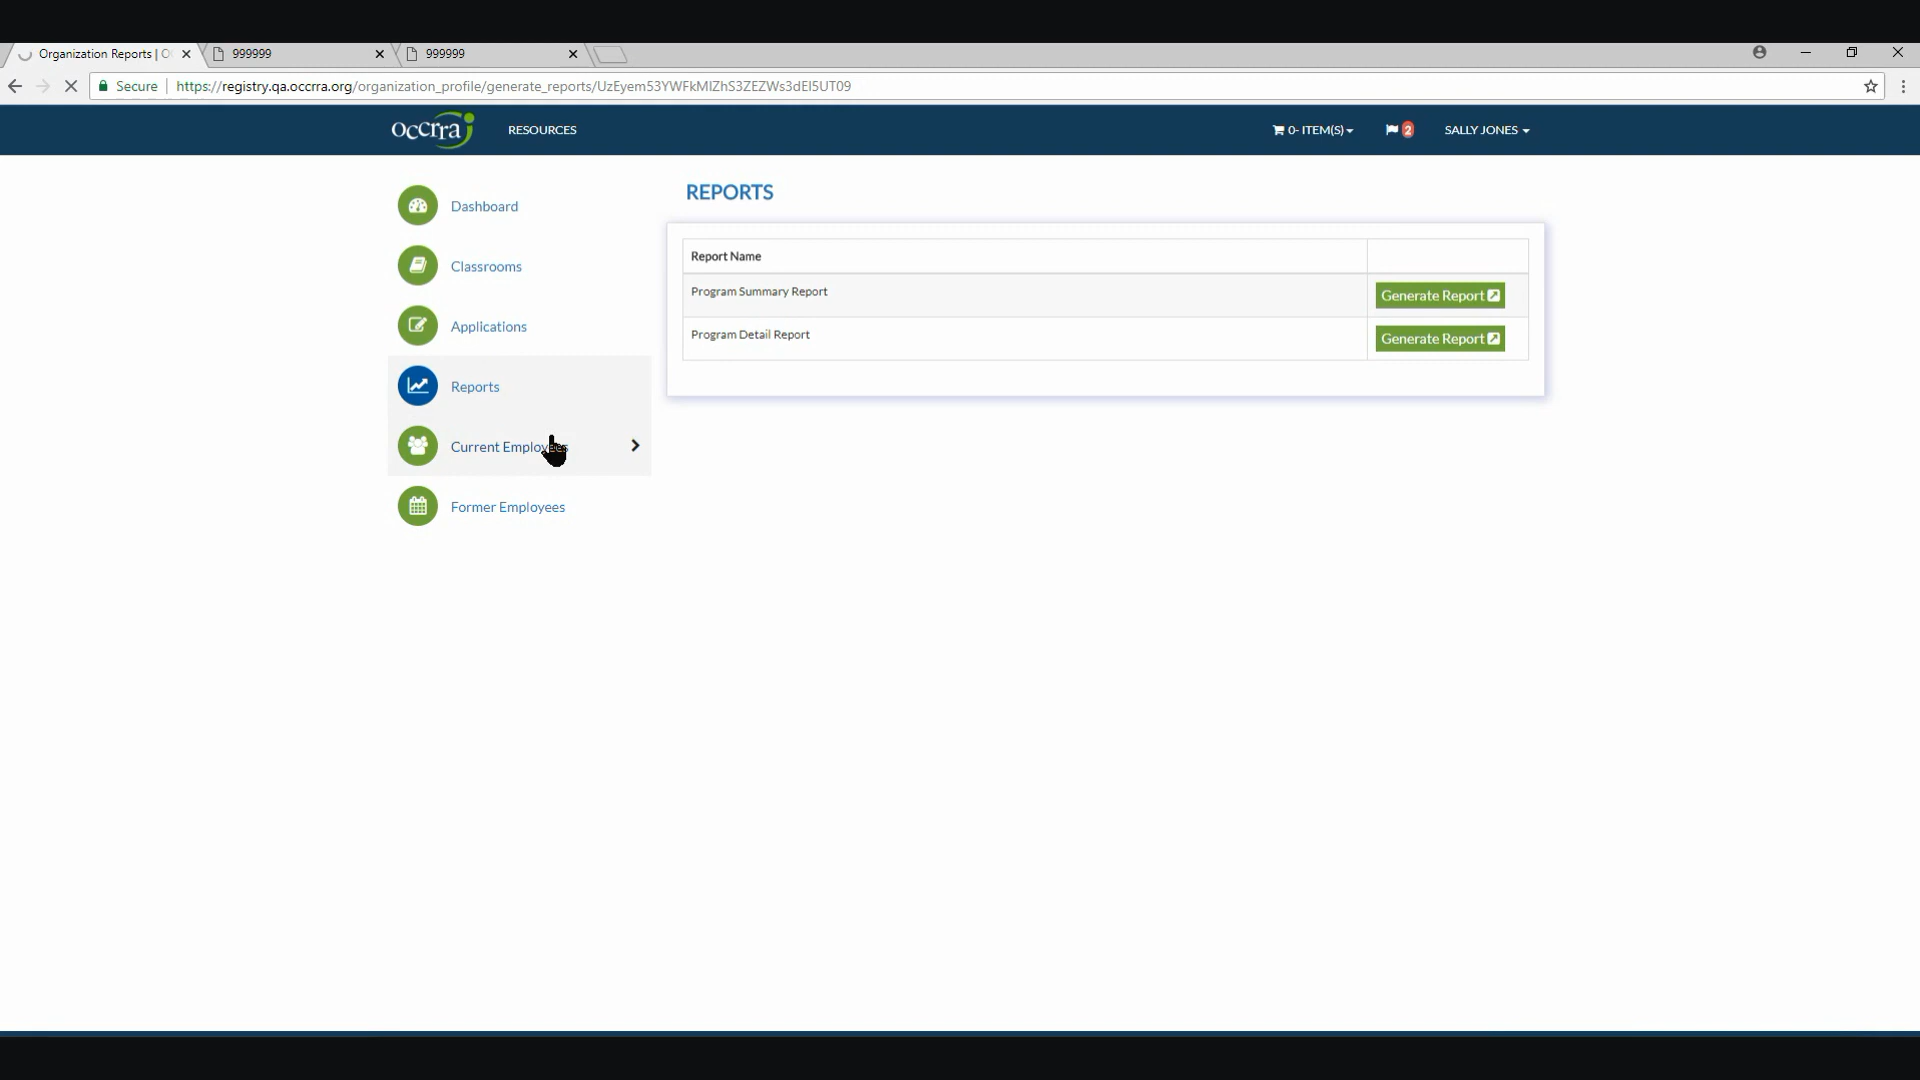 Organization Reports | O
999999
999999
Secure
https://registry.qa.occrra.org/organization_profile/generate_reports/
occrra
RESOURCES
0- ITEM(S)
2
SALLY JONES
REPORTS
Dashboard
Classrooms
Applications
Reports
Current Employees
Former Employees
Report Name
Program Summary Report
Generate Report
Program Detail Report
Generate Report